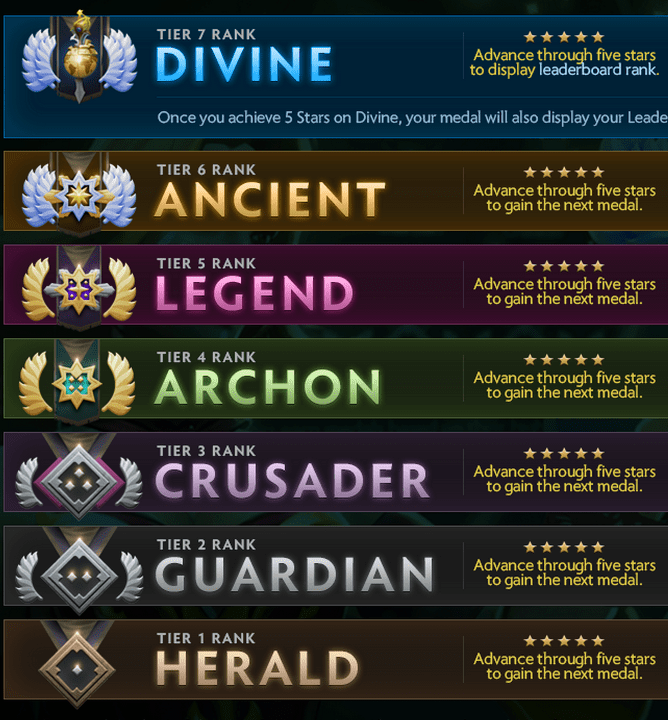 TIER 7 RANK
DIVINE
Advance through five stars
to display leaderboard rank.
Once you achieve 5 Stars on Divine, your medal will also display your Leade
TIER 6 RANK
ANCIENT
Advance through five stars
to gain the next medal.
TIER 5 RANK
LEGEND
Advance through five stars
to gain the next medal.
TIER 4 RANK
ARCHON
Advance through five stars
to gain the next medal.
TIER 3 RANK
CRUSADER
Advance through five stars
to gain the next medal.
TIER 2 RANK
GUARDIAN
Advance through five stars
to gain the next medal.
TIER 1 RANK
HERALD
Advance through five stars
to gain the next medal.